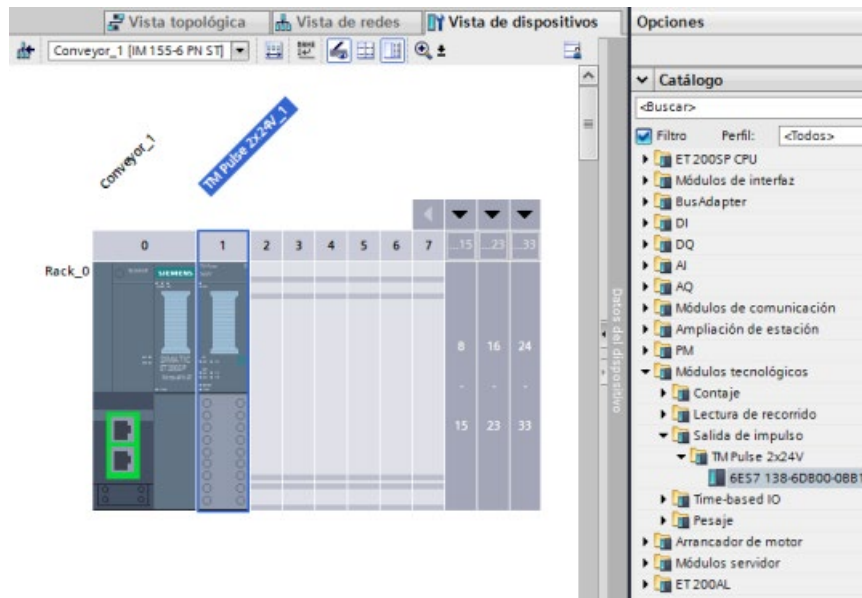 Vista topológica
Vista de redes
Vista de dispositivos
Conveyor_1 [IM 155-6 PN ST]
Conveyor_1
TM Pulse 2x24V_1
0 1 2 3 4 5 6 7 ...15 ...23 ...33
Rack_0
SIEMENS
SIMATIC
ET 200SP
8 16 24
- - -
15 23 33
Datos del dispositivo
Opciones
Catálogo
<Buscar>
Filtro Perfil: <Todos>
ET 200SP CPU
Módulos de interfaz
BusAdapter
DI
DQ
AI
AQ
Módulos de comunicación
Ampliación de estación
PM
Módulos tecnológicos
Contaje
Lectura de recorrido
Salida de impulso
TM Pulse 2x24V
6ES7 138-6DB00-0BB1
Time-based IO
Pesaje
Arrancador de motor
Módulos servidor
ET 200AL